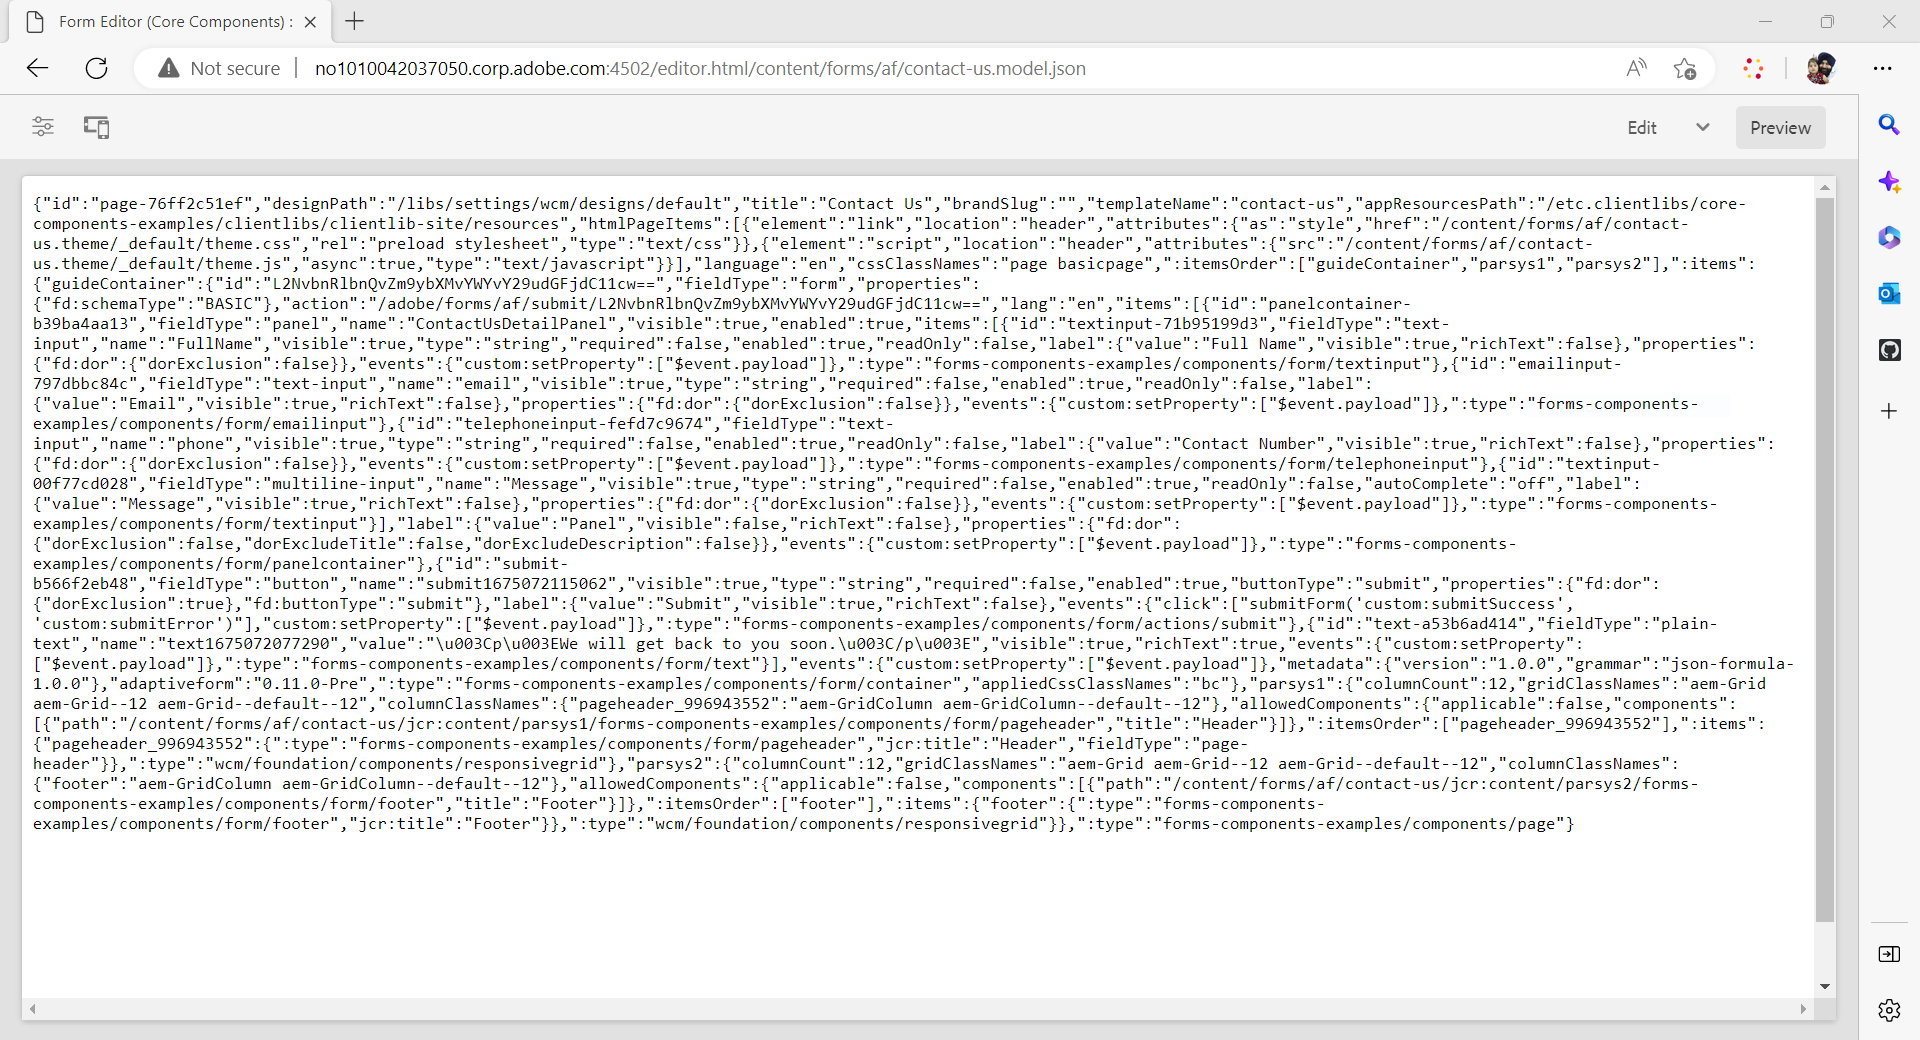 Form Editor (Core Components) :
Not secure
no1010042037050.corp.adobe.com:4502/editor.html/content/forms/af/contact-us.model.json
Edit
Preview
{"id":"page-76ff2c51ef","designPath":"/libs/settings/wcm/designs/default","title":"Contact Us","brandSlug":"","templateName":"contact-us","appResourcesPath":"/etc.clientlibs/core-
components-examples/clientlibs/clientlib-site/resources","htmlPageItems":[{"element":"link","location":"header","attributes":{"as":"style","href":"/content/forms/af/contact-
us.theme/_default/theme.css","rel":"preload stylesheet","type":"text/css"}},{"element":"script","location":"header","attributes":{"src":"/content/forms/af/contact-
us.theme/_default/theme.js","async":true,"type":"text/javascript"}}],"language":"en","cssClassNames":"page basicpage",":itemsOrder":["guideContainer","parsys1","parsys2"],":items":
{"guideContainer":{"id":"L2NvbnRlbnQvZm9ybXMvYWYvY29udGFjdC11cw==","fieldType":"form","properties":
{"fd:schemaType":"BASIC"},"action":"/adobe/forms/af/submit/L2NvbnRlbnQvZm9ybXMvYWYvY29udGFjdC11cw==","lang":"en","items":[{"id":"panelcontainer-
b39ba4aa13","fieldType":"panel","name":"ContactUsDetailPanel","visible":true,"enabled":true,"items":[{"id":"textinput-71b95199d3","fieldType":"text-
input","name":"FullName","visible":true,"type":"string","required":false,"enabled":true,"readOnly":false,"label":{"value":"Full Name","visible":true,"richText":false},"properties":
{"fd:dor":{"dorExclusion":false}},"events":{"custom:setProperty":["$event.payload"]},":type":"forms-components-examples/components/form/textinput"},{"id":"emailinput-
797dbbc84c","fieldType":"text-input","name":"email","visible":true,"type":"string","required":false,"enabled":true,"readOnly":false,"label":
{"value":"Email","visible":true,"richText":false},"properties":{"fd:dor":{"dorExclusion":false}},"events":{"custom:setProperty":["$event.payload"]},":type":"forms-components-
examples/components/form/emailinput"},{"id":"telephoneinput-fefd7c9674","fieldType":"text-
input","name":"phone","visible":true,"type":"string","required":false,"enabled":true,"readOnly":false,"label":{"value":"Contact Number","visible":true,"richText":false},"properties":
{"fd:dor":{"dorExclusion":false}},"events":{"custom:setProperty":["$event.payload"]},":type":"forms-components-examples/components/form/telephoneinput"},{"id":"textinput-
00f77cd028","fieldType":"multiline-input","name":"Message","visible":true,"type":"string","required":false,"enabled":true,"readOnly":false,"autoComplete":"off","label":
{"value":"Message","visible":true,"richText":false},"properties":{"fd:dor":{"dorExclusion":false}},"events":{"custom:setProperty":["$event.payload"]},":type":"forms-components-
examples/components/form/textinput"}],"label":{"value":"Panel","visible":false,"richText":false},"properties":{"fd:dor":
{"dorExclusion":false,"dorExcludeTitle":false,"dorExcludeDescription":false}},"events":{"custom:setProperty":["$event.payload"]},":type":"forms-components-
examples/components/form/panelcontainer"},{"id":"submit-
b566f2eb48","fieldType":"button","name":"submit1675072115062","visible":true,"type":"string","required":false,"enabled":true,"buttonType":"submit","properties":{"fd:dor":
{"dorExclusion":true},"fd:buttonType":"submit"},"label":{"value":"Submit","visible":true,"richText":false},"events":{"click":["submitForm('custom:submitSuccess',
'custom:submitError')"],"custom:setProperty":["$event.payload"]},":type":"forms-components-examples/components/form/actions/submit"},{"id":"text-a53b6ad414","fieldType":"plain-
text","name":"text1675072077290","value":"\u003Cp\u003EWe will get back to you soon.\u003C/p\u003E","visible":true,"richText":true,"events":{"custom:setProperty":
["$event.payload"]},":type":"forms-components-examples/components/form/text"}],"events":{"custom:setProperty":["$event.payload"]},"metadata":{"version":"1.0.0","grammar":"json-formula-
1.0.0"},"adaptiveform":"0.11.0-Pre",":type":"forms-components-examples/components/form/container","appliedCssClassNames":"bc"},"parsys1":{"columnCount":12,"gridClassNames":"aem-Grid
aem-Grid--12 aem-Grid--default--12","columnClassNames":{"pageheader_996943552":"aem-GridColumn aem-GridColumn--default--12"},"allowedComponents":{"applicable":false,"components":
[{"path":"/content/forms/af/contact-us/jcr:content/parsys1/forms-components-examples/components/form/pageheader","title":"Header"}]},":itemsOrder":["pageheader_996943552"],":items":
{"pageheader_996943552":{":type":"forms-components-examples/components/form/pageheader","jcr:title":"Header","fieldType":"page-
header"}},":type":"wcm/foundation/components/responsivegrid"},"parsys2":{"columnCount":12,"gridClassNames":"aem-Grid aem-Grid--12 aem-Grid--default--12","columnClassNames":
{"footer":"aem-GridColumn aem-GridColumn--default--12"},"allowedComponents":{"applicable":false,"components":[{"path":"/content/forms/af/contact-us/jcr:content/parsys2/forms-
components-examples/components/form/footer","title":"Footer"}]},":itemsOrder":["footer"],":items":{"footer":{":type":"forms-components-
examples/components/form/footer","jcr:title":"Footer"}},":type":"wcm/foundation/components/responsivegrid"}},":type":"forms-components-examples/components/page"}